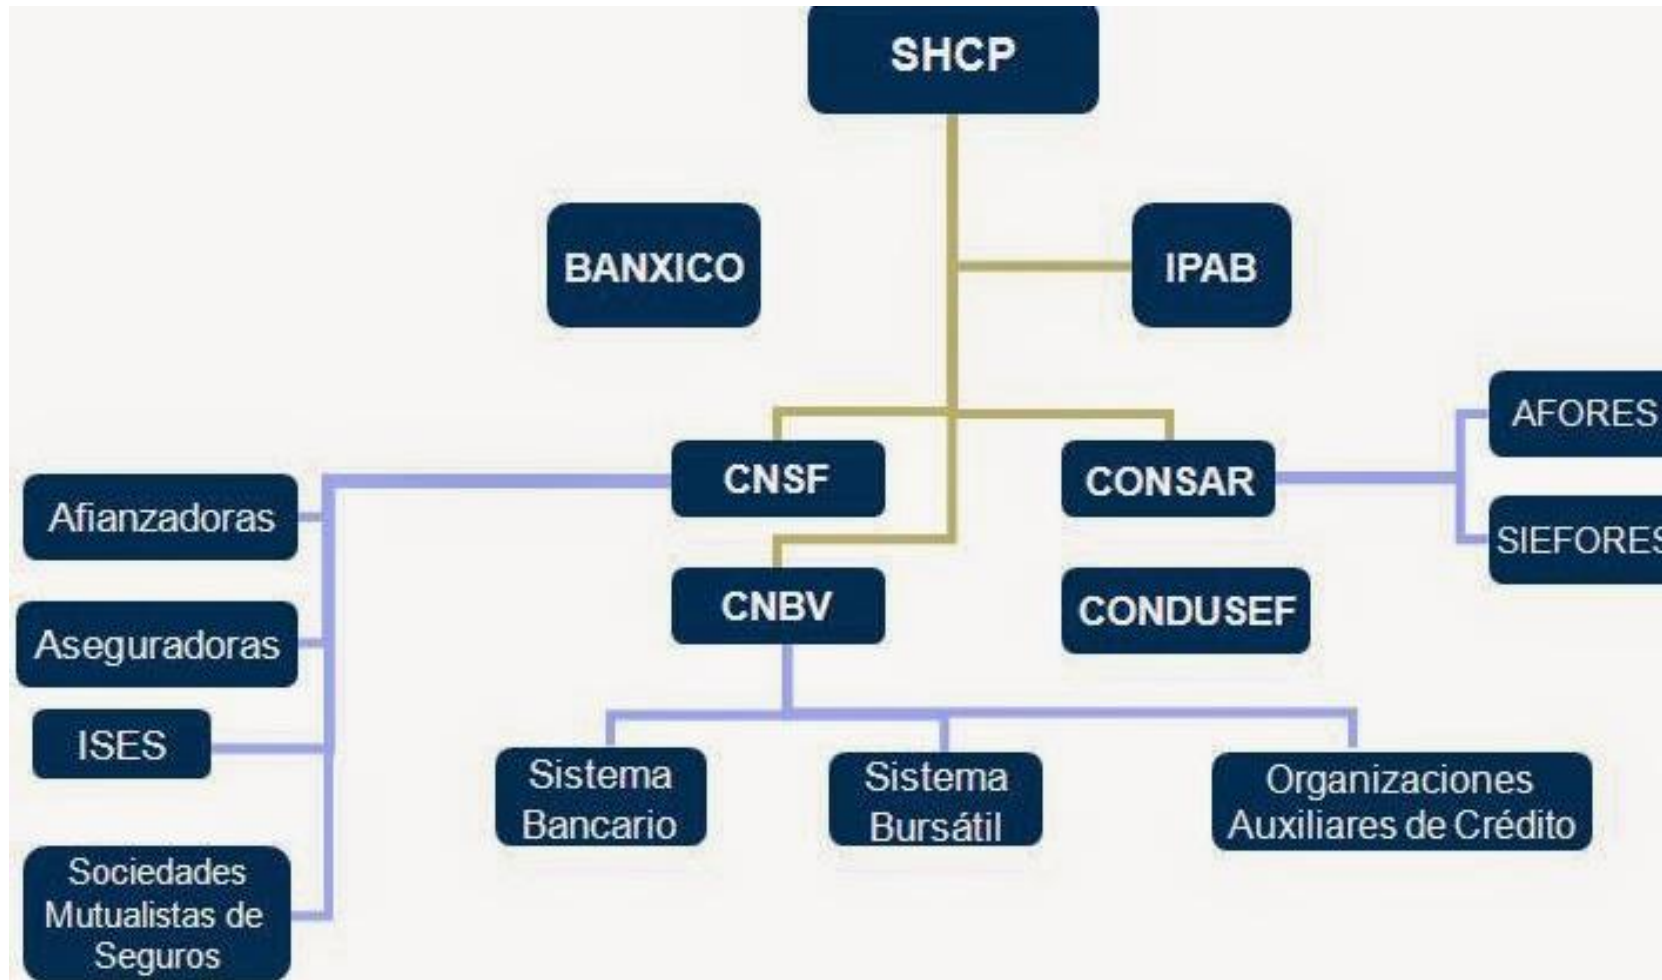 SHCP
BANXICO
IPAB
AFORES
CNSF
CONSAR
Afianzadoras
SIEFORES
CNBV
CONDUSEF
Aseguradoras
ISES
Sistema
Bancario
Sistema
Bursátil
Organizaciones
Auxiliares de Crédito
Sociedades
Mutualistas de
Seguros